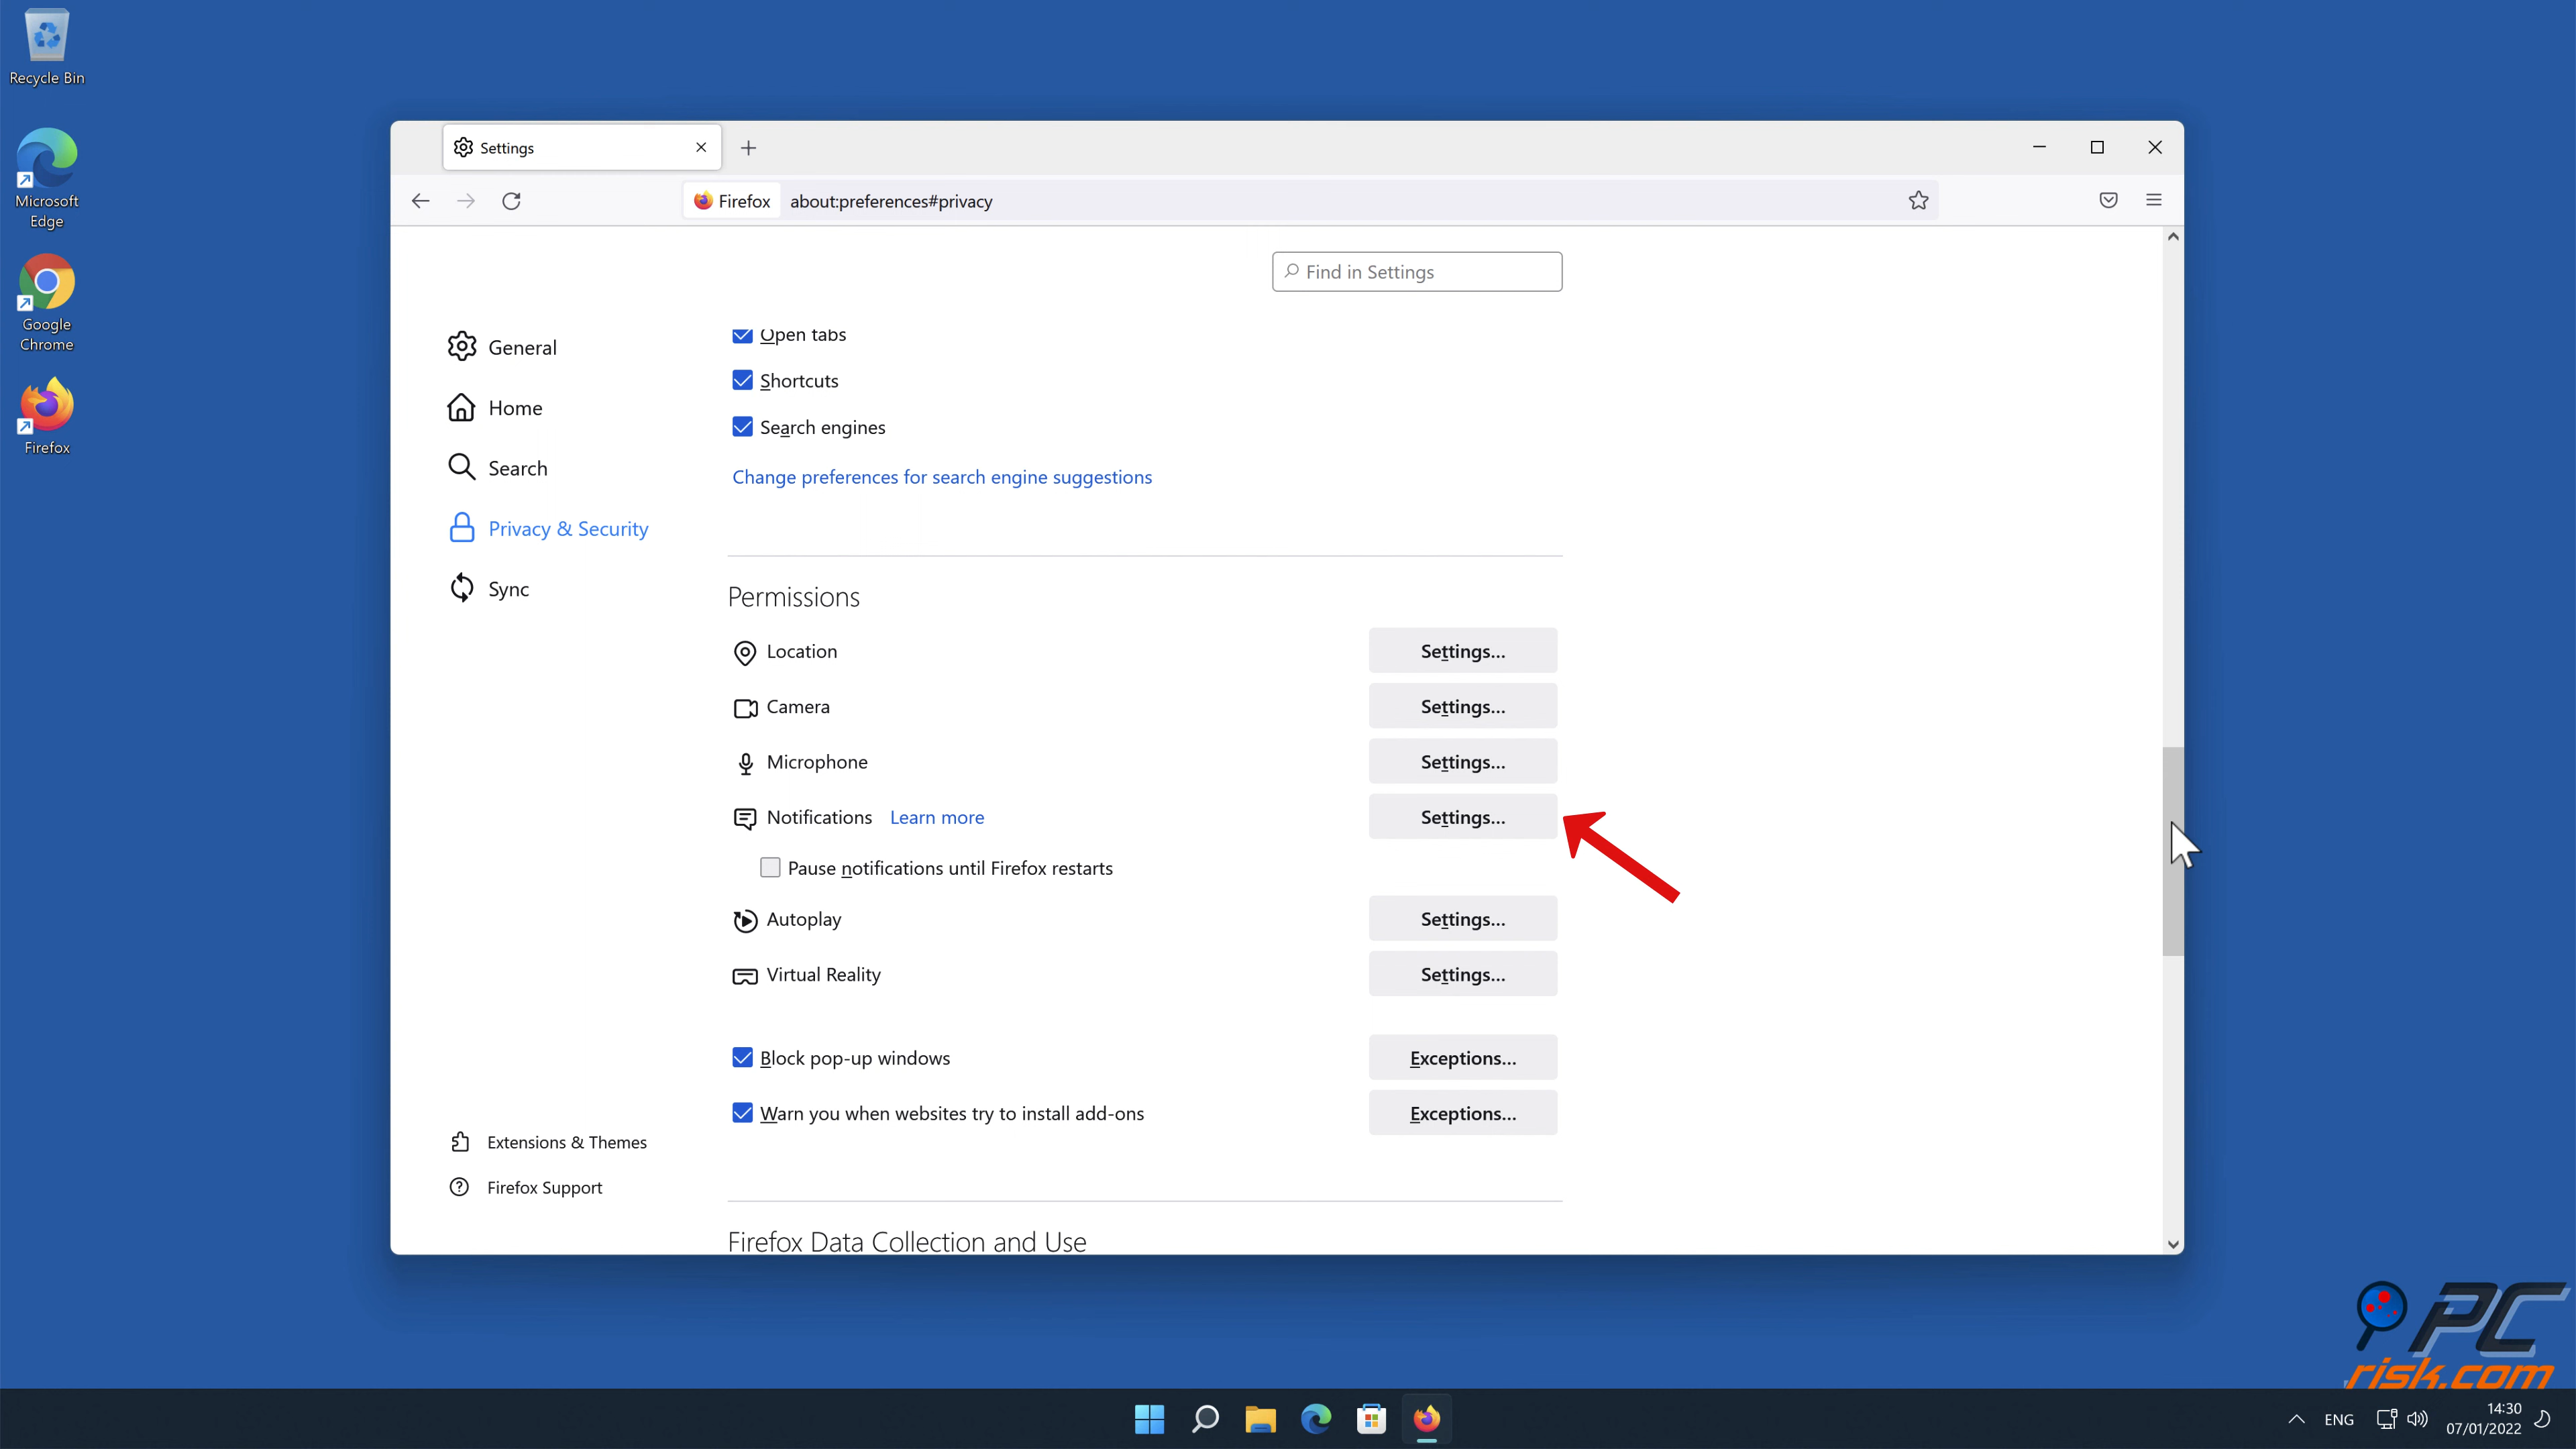 Recycle Bin
Microsoft
Edge
Google
Chrome
Firefox
Settings
Firefox
about:preferences#privacy
Find in Settings
General
Home
Search
Privacy & Security
Sync
Extensions & Themes
Firefox Support
Open tabs
Shortcuts
Search engines
Change preferences for search engine suggestions
Permissions
Location Settings...
Camera Settings...
Microphone Settings...
Notifications Learn more Settings...
Pause notifications until Firefox restarts
Autoplay Settings...
Virtual Reality Settings...
Block pop-up windows Exceptions...
Warn you when websites try to install add-ons Exceptions...
Firefox Data Collection and Use
PC
risk.com
ENG
14:30
07/01/2022